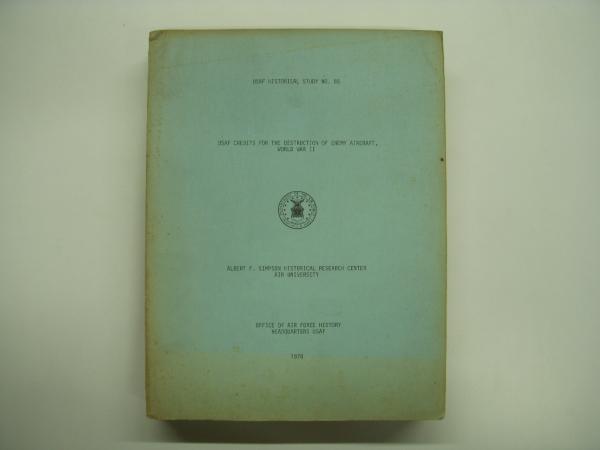 USAF HISTORICAL STUDY NO. 85
USAF CREDITS FOR THE DESTRUCTION OF ENEMY AIRCRAFT,
WORLD WAR II
ALBERT F. SIMPSON HISTORICAL RESEARCH CENTER
AIR UNIVERSITY
OFFICE OF AIR FORCE HISTORY
HEADQUARTERS USAF
1978